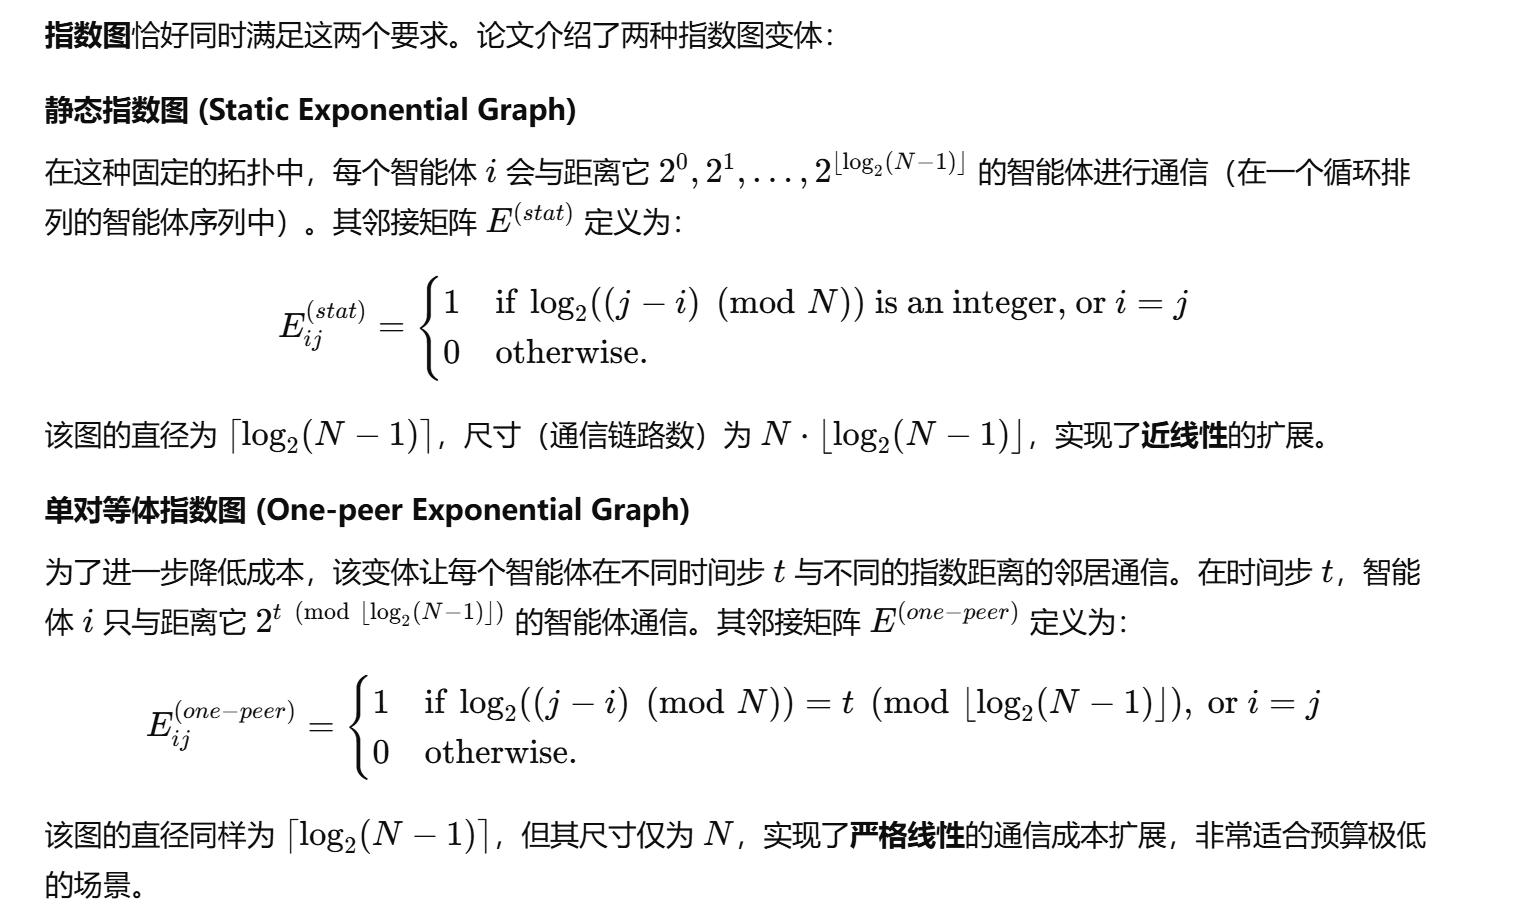 指数图恰好同时满足这两个要求。论文介绍了两种指数图变体：
静态指数图 (Static Exponential Graph)
在这种固定的拓扑中，每个智能体 $i$ 会与距离它 $2^0, 2^1, \ldots, 2^{\lfloor \log_2(N-1) \rfloor}$ 的智能体进行通信（在一个循环排
列的智能体序列中）。其邻接矩阵 $E^{(stat)}$ 定义为：
$E_{ij}^{(stat)} = \begin{cases} 1 & \text{if } \log_2((j-i) \pmod N) \text{ is an integer, or } i = j \\ 0 & \text{otherwise.} \end{cases}$
该图的直径为 $\lceil \log_2(N-1) \rceil$，尺寸（通信链路数）为 $N \cdot \lfloor \log_2(N-1) \rfloor$，实现了近线性的扩展。
单对等体指数图 (One-peer Exponential Graph)
为了进一步降低成本，该变体让每个智能体在不同时间步 $t$ 与不同的指数距离的邻居通信。在时间步 $t$，智能
体 $i$ 只与距离它 $2^{t \pmod{\lfloor \log_2(N-1) \rfloor}}$ 的智能体通信。其邻接矩阵 $E^{(one-peer)}$ 定义为：
$E_{ij}^{(one-peer)} = \begin{cases} 1 & \text{if } \log_2((j-i) \pmod N) = t \pmod{\lfloor \log_2(N-1) \rfloor}, \text{ or } i = j \\ 0 & \text{otherwise.} \end{cases}$
该图的直径同样为 $\lceil \log_2(N-1) \rceil$，但其尺寸仅为 $N$，实现了严格线性的通信成本扩展，非常适合预算极低
的场景。